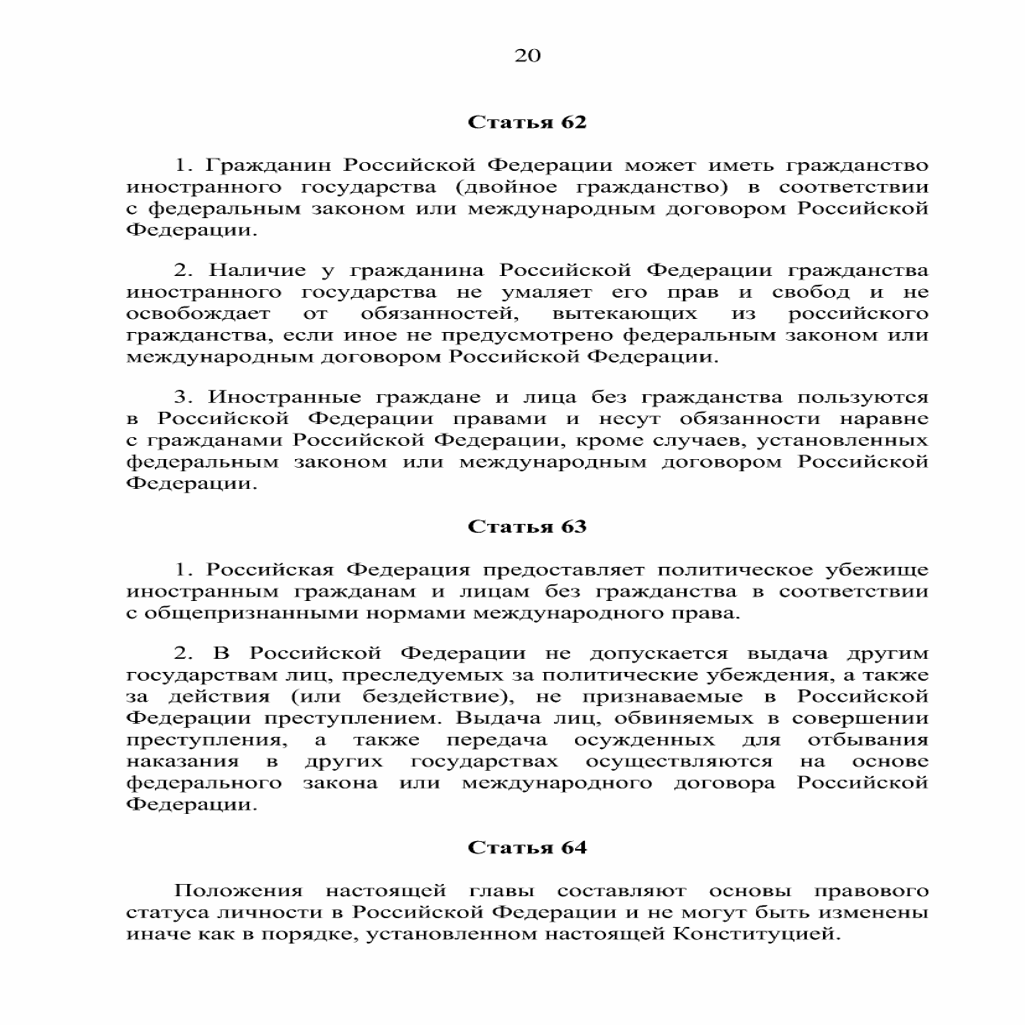 20
Статья 62
1. Гражданин Российской Федерации может иметь гражданство
иностранного государства (двойное гражданство) в соответствии
с федеральным законом или международным договором Российской
Федерации.
2. Наличие у гражданина Российской Федерации гражданства
иностранного государства не умаляет его прав и свобод и не
освобождает от обязанностей, вытекающих из российского
гражданства, если иное не предусмотрено федеральным законом или
международным договором Российской Федерации.
3. Иностранные граждане и лица без гражданства пользуются
в Российской Федерации правами и несут обязанности наравне
с гражданами Российской Федерации, кроме случаев, установленных
федеральным законом или международным договором Российской
Федерации.
Статья 63
1. Российская Федерация предоставляет политическое убежище
иностранным гражданам и лицам без гражданства в соответствии
с общепризнанными нормами международного права.
2. В Российской Федерации не допускается выдача другим
государствам лиц, преследуемых за политические убеждения, а также
за действия (или бездействие), не признаваемые в Российской
Федерации преступлением. Выдача лиц, обвиняемых в совершении
преступления, а также передача осужденных для отбывания
наказания в других государствах осуществляются на основе
федерального закона или международного договора Российской
Федерации.
Статья 64
Положения настоящей главы составляют основы правового
статуса личности в Российской Федерации и не могут быть изменены
иначе как в порядке, установленном настоящей Конституцией.